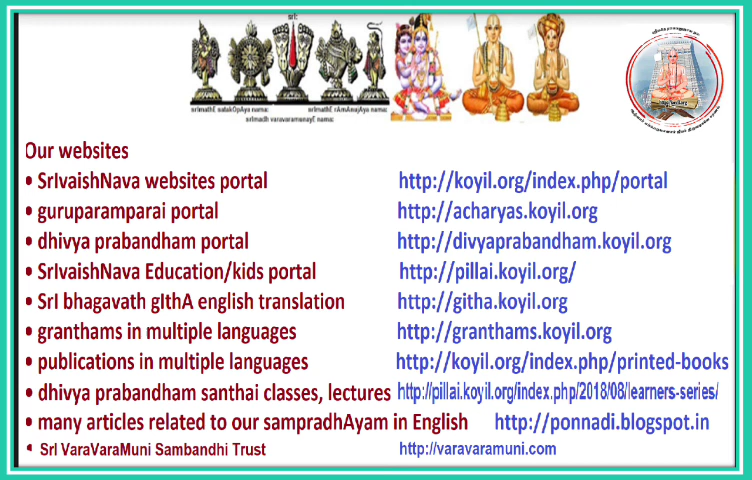 srI:
srImathE satakOpAya nama: srImathE rAmAnujAya nama:
srImadh varavaramunayE nama:
Our websites
• SrIvaishNava websites portal http://koyil.org/index.php/portal
• guruparamparai portal http://acharyas.koyil.org
• dhivya prabandham portal http://divyaprabandham.koyil.org
• SrIvaishNava Education/kids portal http://pillai.koyil.org/
• SrI bhagavath gIthA english translation http://githa.koyil.org
• granthams in multiple languages http://granthams.koyil.org
• publications in multiple languages http://koyil.org/index.php/printed-books
• dhivya prabandham santhai classes, lectures http://pillai.koyil.org/index.php/2018/08/learners-series/
• many articles related to our sampradhAyam in English http://ponnadi.blogspot.in
• SrI VaraVaraMuni Sambandhi Trust http://varavaramuni.com